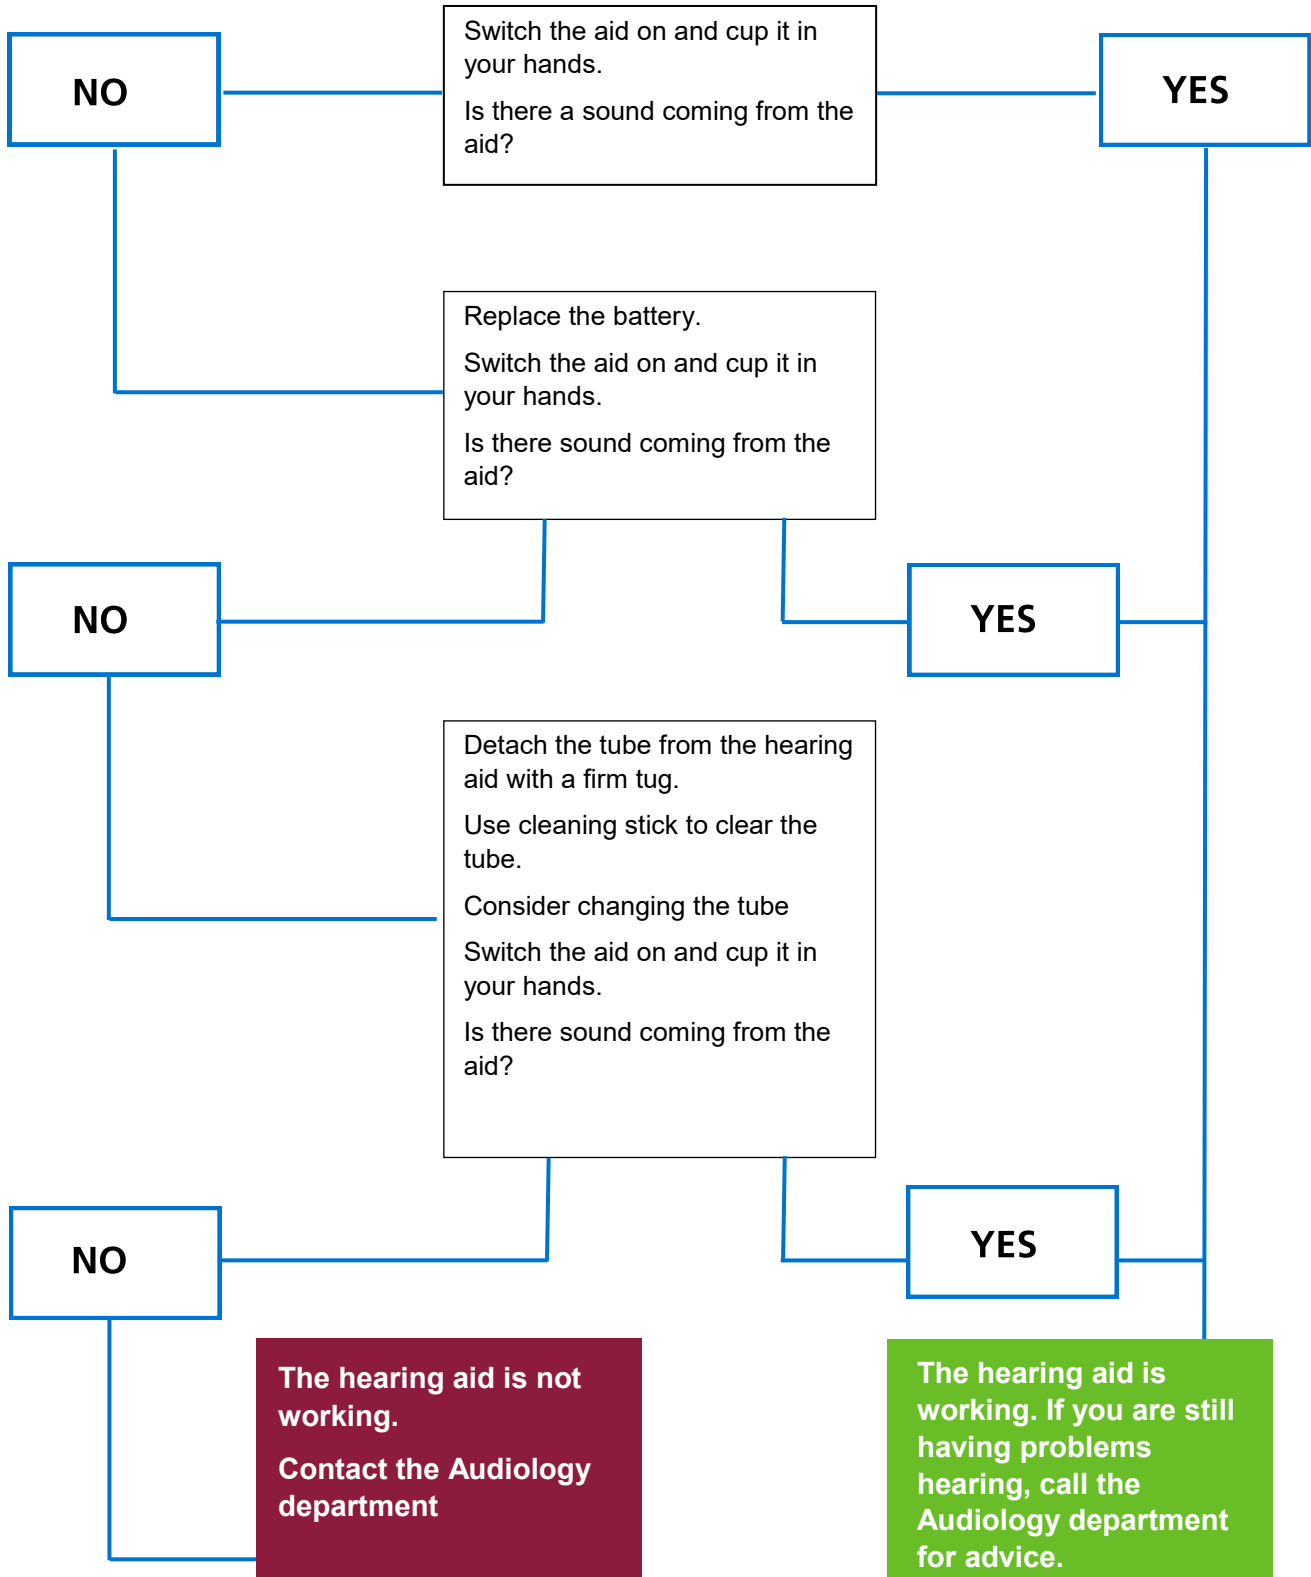 Switch the aid on and cup it in
your hands.
Is there a sound coming from the
aid?
NO
YES
Replace the battery.
Switch the aid on and cup it in
your hands.
Is there sound coming from the
aid?
NO
YES
Detach the tube from the hearing
aid with a firm tug.
Use cleaning stick to clear the
tube.
Consider changing the tube
Switch the aid on and cup it in
your hands.
Is there sound coming from the
aid?
NO
YES
The hearing aid is not
working.
Contact the Audiology
department
The hearing aid is
working. If you are still
having problems
hearing, call the
Audiology department
for advice.